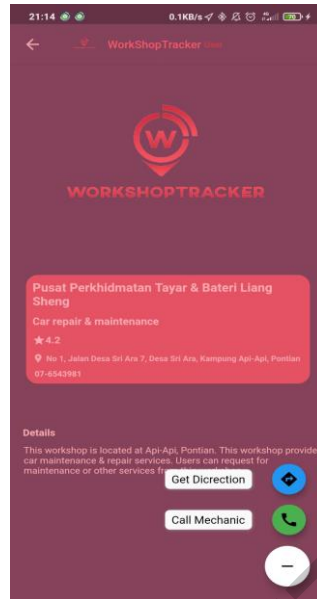 21:14 0.1KB/s 70
WorkShopTracker User
W
WORKSHOPTRACKER
Pusat Perkhidmatan Tayar & Bateri Liang
Sheng
Car repair & maintenance
★4.2
No 1, Jalan Desa Sri Ara 7, Desa Sri Ara, Kampung Api-Api, Pontian
07-6543981
Details
This workshop is located at Api-Api, Pontian. This workshop provide
car maintenance & repair services. Users can request for
maintenance or other services
Get Dicrection
Call Mechanic